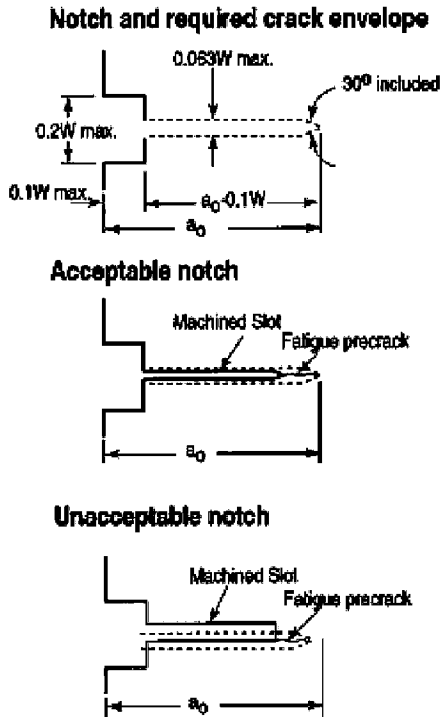 Notch and required crack envelope
0.063W max.
30º included
0.2W max.
0.1W max.
a₀-0.1W
a₀
Acceptable notch
Machined Slot
Fatigue precrack
a₀
Unacceptable notch
Machined Slot
Fatigue precrack
a₀